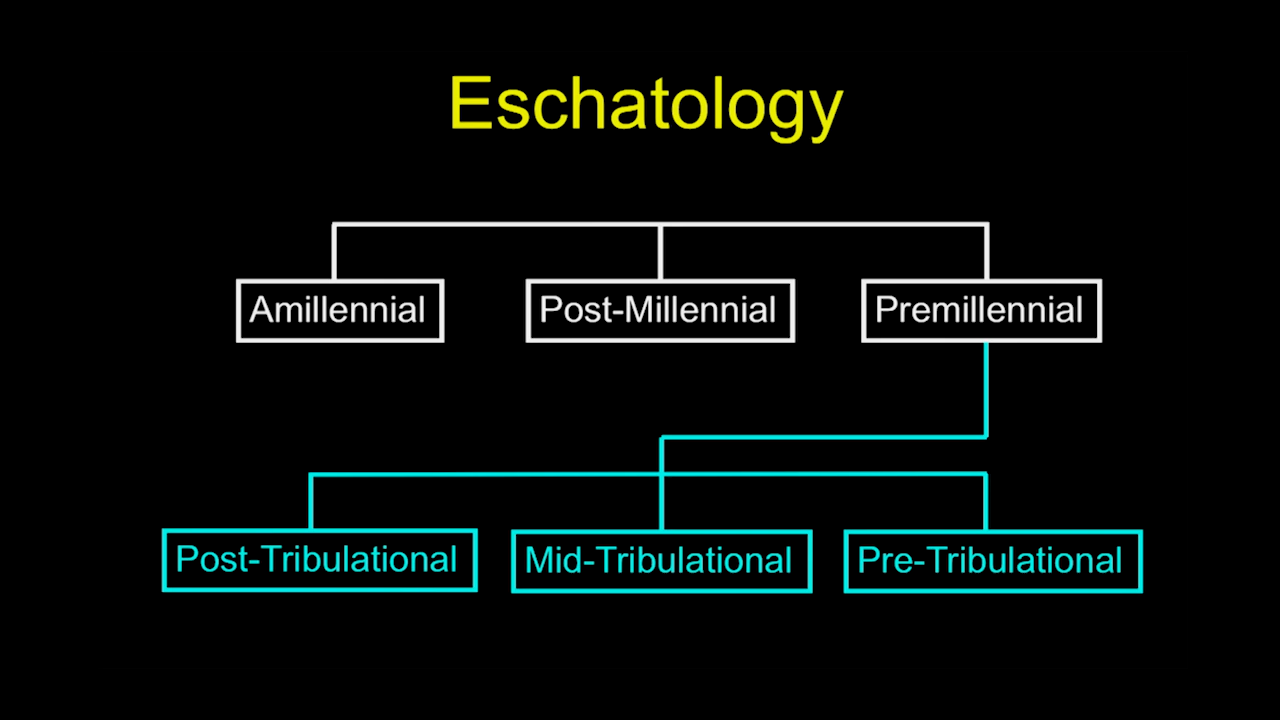 Eschatology
Amillennial
Post-Millennial
Premillennial
Post-Tribulational
Mid-Tribulational
Pre-Tribulational